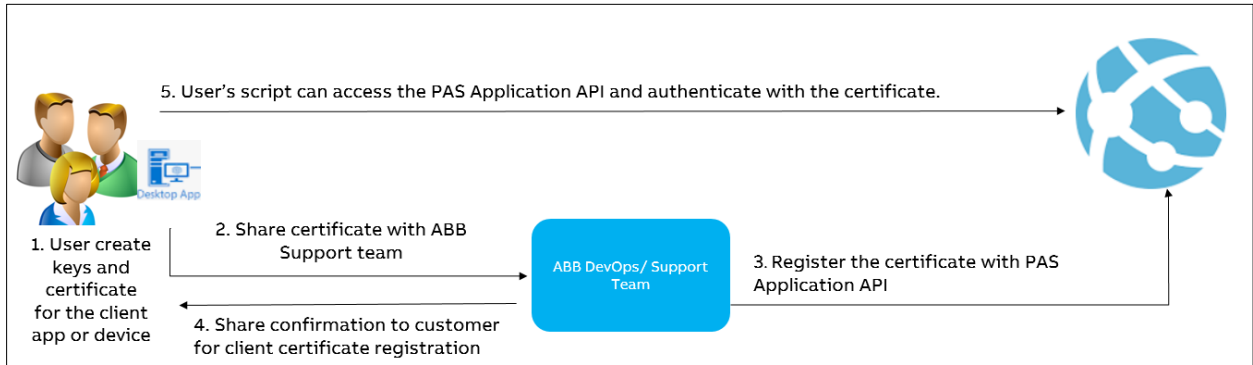 5. User's script can access the PAS Application API and authenticate with the certificate.
Desktop App
1. User create
keys and
certificate
for the client
app or device
2. Share certificate with ABB
Support team
ABB DevOps/ Support
Team
3. Register the certificate with PAS
Application API
4. Share confirmation to customer
for client certificate registration